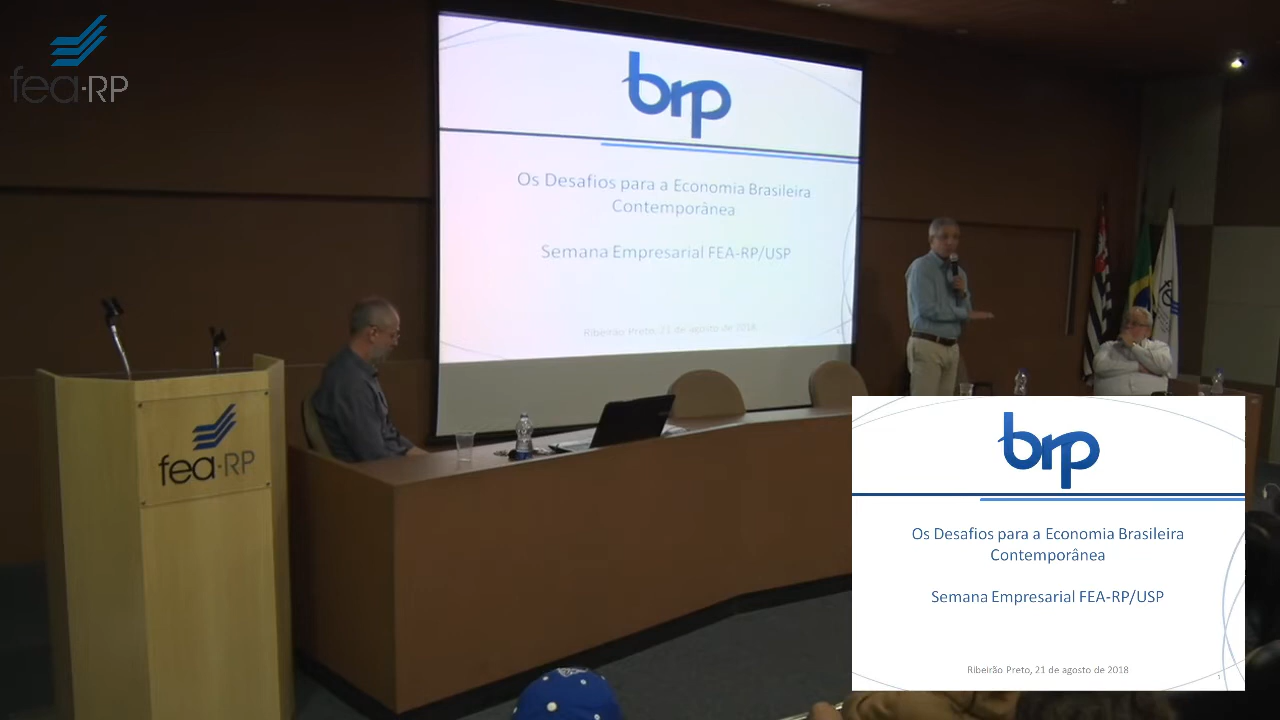 fea-RP
brp
Os Desafios para a Economia Brasileira
Contemporânea
Semana Empresarial FEA-RP/USP
Ribeirão Preto, 21 de agosto de 2018
fea-RP
brp
Os Desafios para a Economia Brasileira
Contemporânea
Semana Empresarial FEA-RP/USP
Ribeirão Preto, 21 de agosto de 2018
1